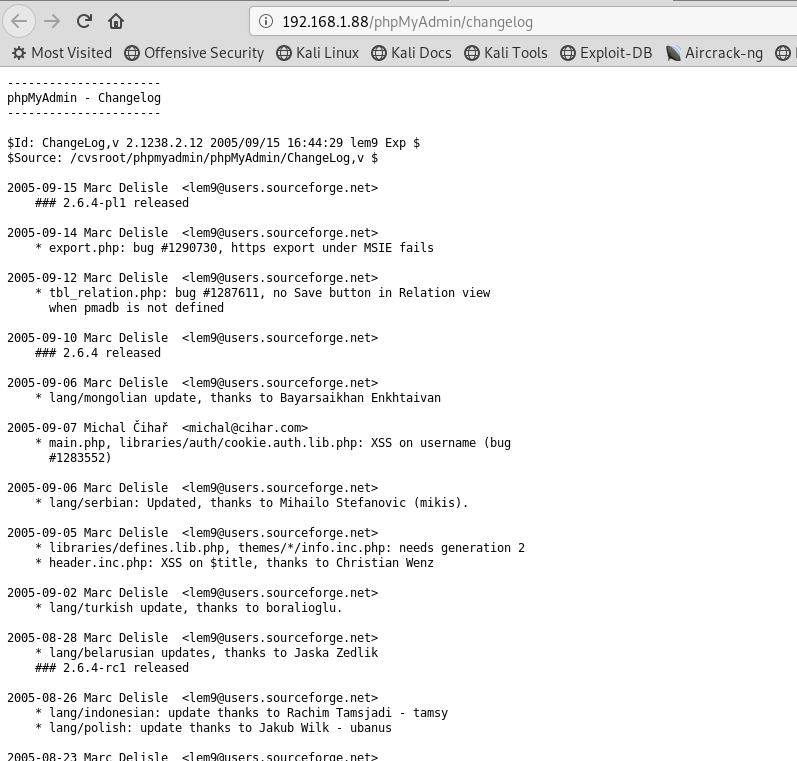 192.168.1.88/phpMyAdmin/changelog
Most Visited Offensive Security Kali Linux Kali Docs Kali Tools Exploit-DB Aircrack-ng
----------------------
phpMyAdmin - Changelog
----------------------
$Id: ChangeLog,v 2.1238.2.12 2005/09/15 16:44:29 lem9 Exp $
$Source: /cvsroot/phpmyadmin/phpMyAdmin/ChangeLog,v $
2005-09-15 Marc Delisle  <lem9@users.sourceforge.net>
    ### 2.6.4-pl1 released
2005-09-14 Marc Delisle  <lem9@users.sourceforge.net>
    * export.php: bug #1290730, https export under MSIE fails
2005-09-12 Marc Delisle  <lem9@users.sourceforge.net>
    * tbl_relation.php: bug #1287611, no Save button in Relation view
      when pmadb is not defined
2005-09-10 Marc Delisle  <lem9@users.sourceforge.net>
    ### 2.6.4 released
2005-09-06 Marc Delisle  <lem9@users.sourceforge.net>
    * lang/mongolian update, thanks to Bayarsaikhan Enkhtaivan
2005-09-07 Michal Čihař  <michal@cihar.com>
    * main.php, libraries/auth/cookie.auth.lib.php: XSS on username (bug
      #1283552)
2005-09-06 Marc Delisle  <lem9@users.sourceforge.net>
    * lang/serbian: Updated, thanks to Mihailo Stefanovic (mikis).
2005-09-05 Marc Delisle  <lem9@users.sourceforge.net>
    * libraries/defines.lib.php, themes/*/info.inc.php: needs generation 2
    * header.inc.php: XSS on $title, thanks to Christian Wenz
2005-09-02 Marc Delisle  <lem9@users.sourceforge.net>
    * lang/turkish update, thanks to boralioglu.
2005-08-28 Marc Delisle  <lem9@users.sourceforge.net>
    * lang/belarusian updates, thanks to Jaska Zedlik
    ### 2.6.4-rc1 released
2005-08-26 Marc Delisle  <lem9@users.sourceforge.net>
    * lang/indonesian: update thanks to Rachim Tamsjadi - tamsy
    * lang/polish: update thanks to Jakub Wilk - ubanus
2005-08-23 Marc Delisle  <lem9@users.sourceforge.net>